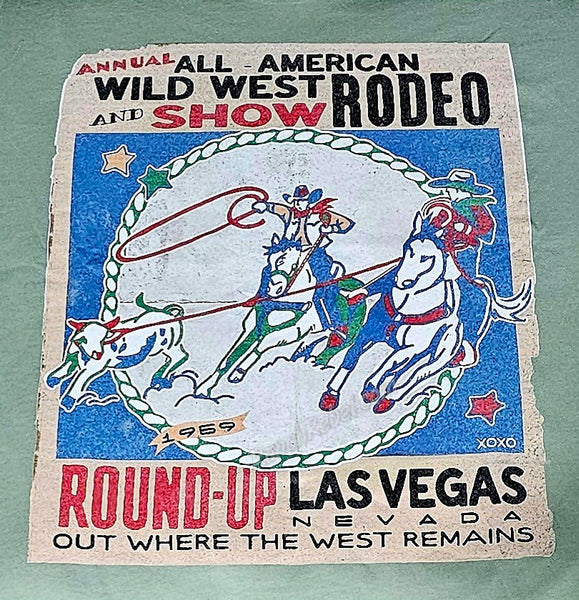 ANNUAL ALL-AMERICAN
WILD WEST
AND SHOW RODEO
1959
XOXO
ROUND-UP LAS VEGAS
NEVADA
OUT WHERE THE WEST REMAINS